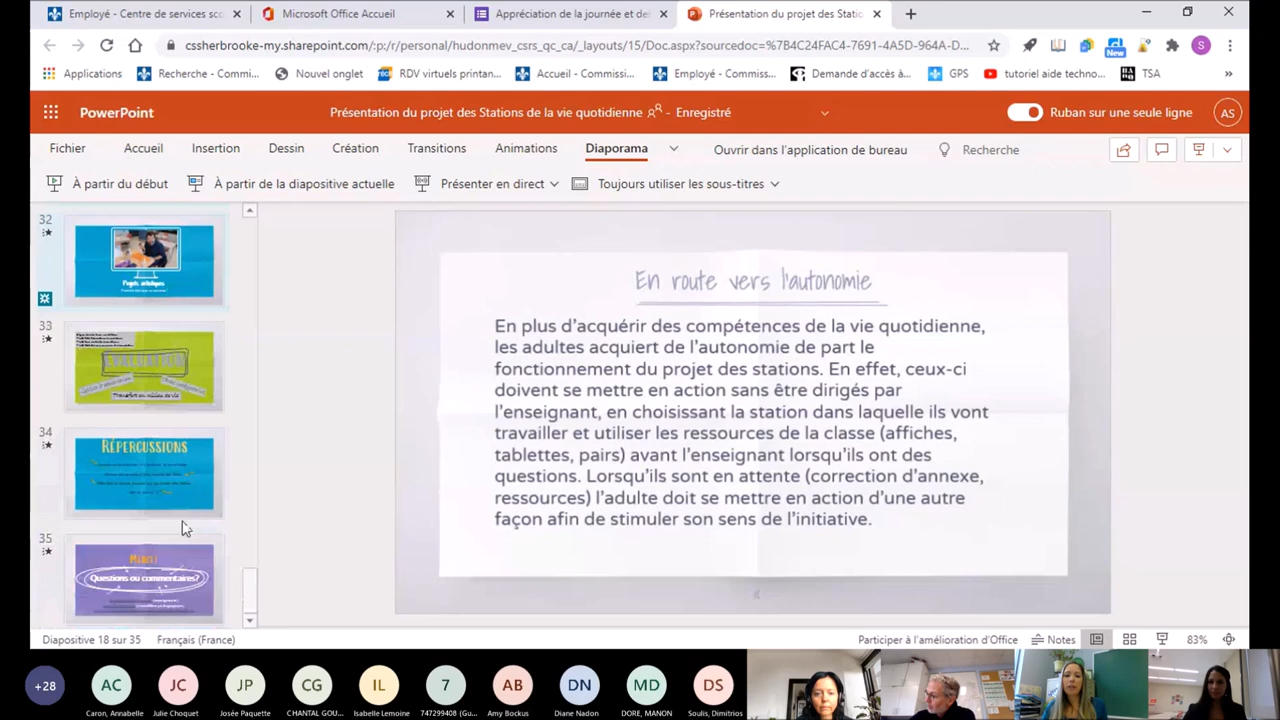 Employé - Centre de services sco
Microsoft Office Accueil
Appréciation de la journée et de
Présentation du projet des Statio
cssherbrooke-my.sharepoint.com/:p:/r/personal/hudonmev_csrs_qc_ca/_layouts/15/Doc.aspx?sourcedoc=%7B4C24FAC4-7691-4A5D-964A-D...
New
S
Applications
Recherche - Commi...
Nouvel onglet
RDV virtuels printan...
Accueil - Commissi...
Employé - Commiss...
Demande d'accès à...
GPS
tutoriel aide techno...
TSA
PowerPoint
Présentation du projet des Stations de la vie quotidienne - Enregistré
Ruban sur une seule ligne
AS
Fichier Accueil Insertion Dessin Création Transitions Animations Diaporama
Ouvrir dans l'application de bureau
Recherche
À partir du début
À partir de la diapositive actuelle
Présenter en direct
Toujours utiliser les sous-titres
32
Projets artistiques
33
Transfert en milieu de vie
34
RÉPERCUSSIONS
35
MERCI
Questions ou commentaires?
En route vers l'autonomie
En plus d'acquérir des compétences de la vie quotidienne,
les adultes acquiert de l'autonomie de part le
fonctionnement du projet des stations. En effet, ceux-ci
doivent se mettre en action sans être dirigés par
l'enseignant, en choisissant la station dans laquelle ils vont
travailler et utiliser les ressources de la classe (affiches,
tablettes, pairs) avant l'enseignant lorsqu'ils ont des
questions. Lorsqu'ils sont en attente (correction d'annexe,
ressources) l'adulte doit se mettre en action d'une autre
façon afin de stimuler son sens de l'initiative.
Diapositive 18 sur 35
Français (France)
Participer à l'amélioration d'Office
Notes
83%
+28
AC
JC
JP
CG
IL
7
AB
DN
MD
DS
Caron, Annabelle
Julie Choquet
Josée Paquette
CHANTAL GOU...
Isabelle Lemoine
747299408 (Gu...
Amy Bockus
Diane Nadon
DORE, MANON
Soulis, Dimitrios